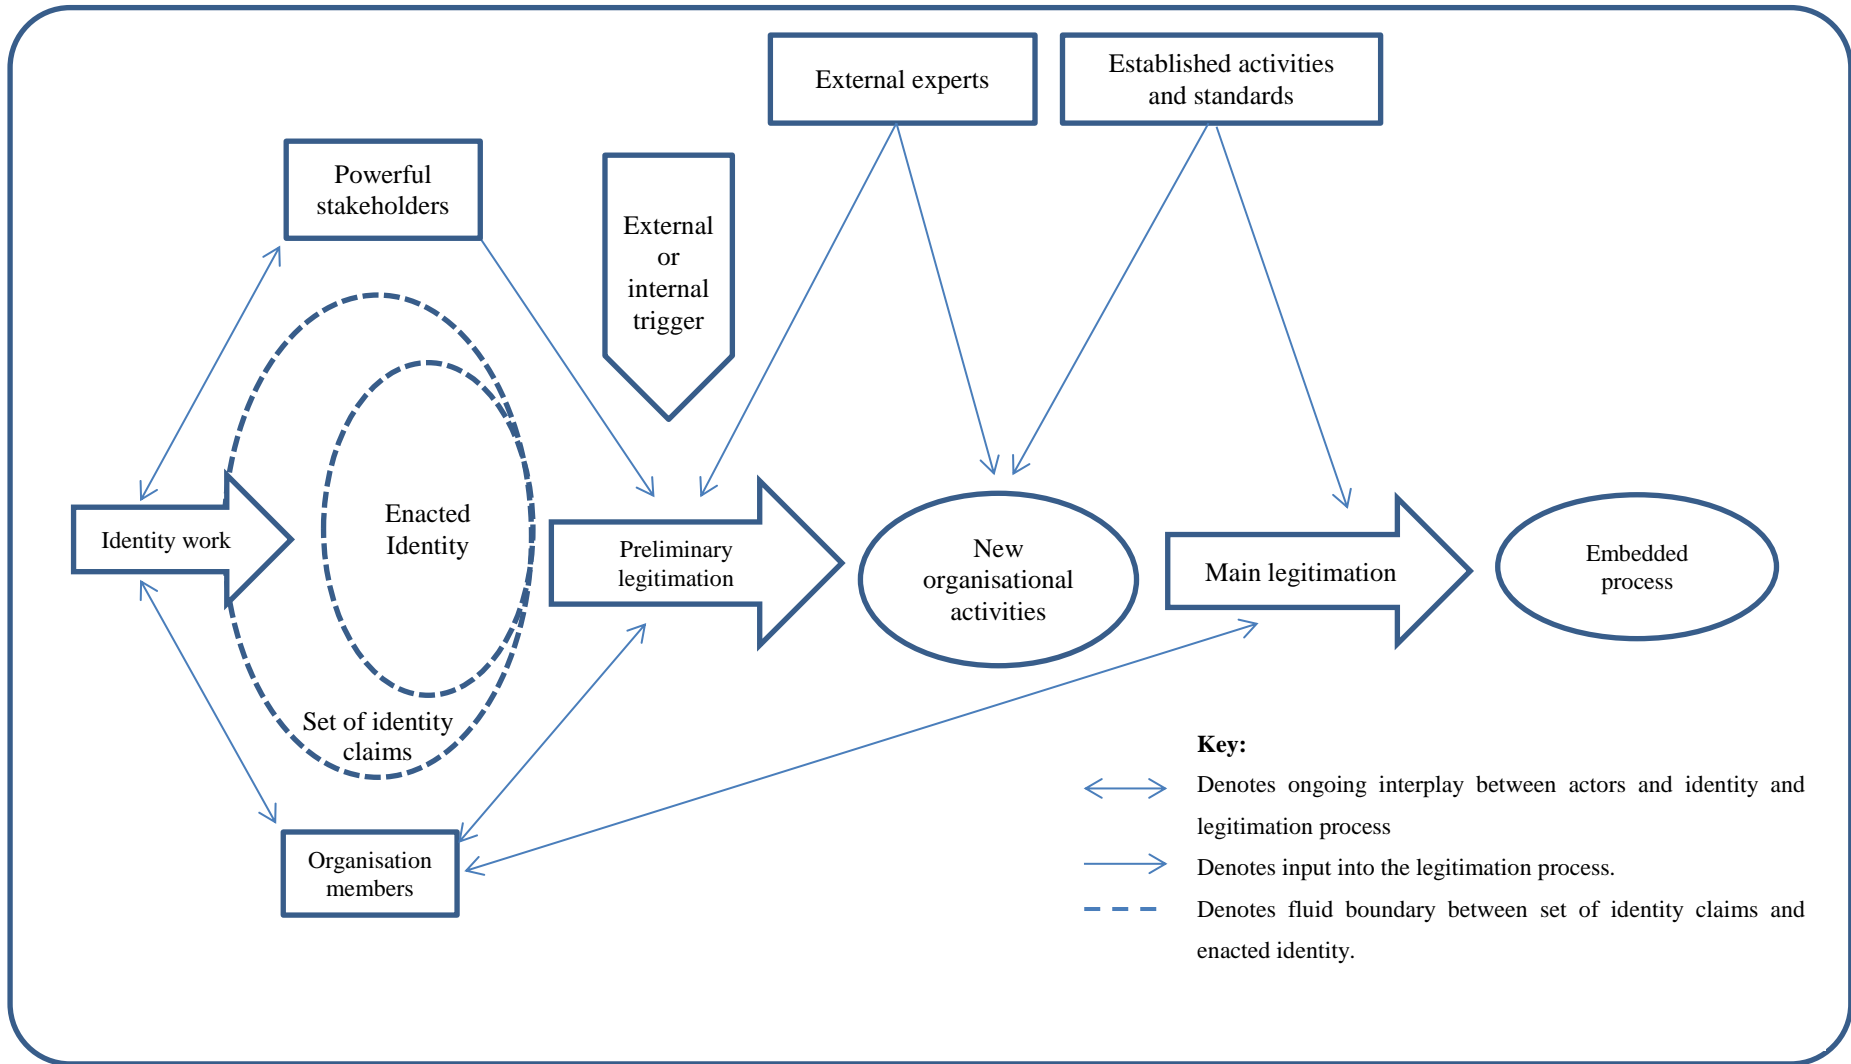 External experts
Established activities
and standards
Powerful
stakeholders
External
or
internal
trigger
Identity work
Enacted
Identity
Set of identity
claims
Preliminary
legitimation
New
organisational
activities
Main legitimation
Embedded
process
Organisation
members
Key:
Denotes ongoing interplay between actors and identity and
legitimation process
Denotes input into the legitimation process.
Denotes fluid boundary between set of identity claims and
enacted identity.